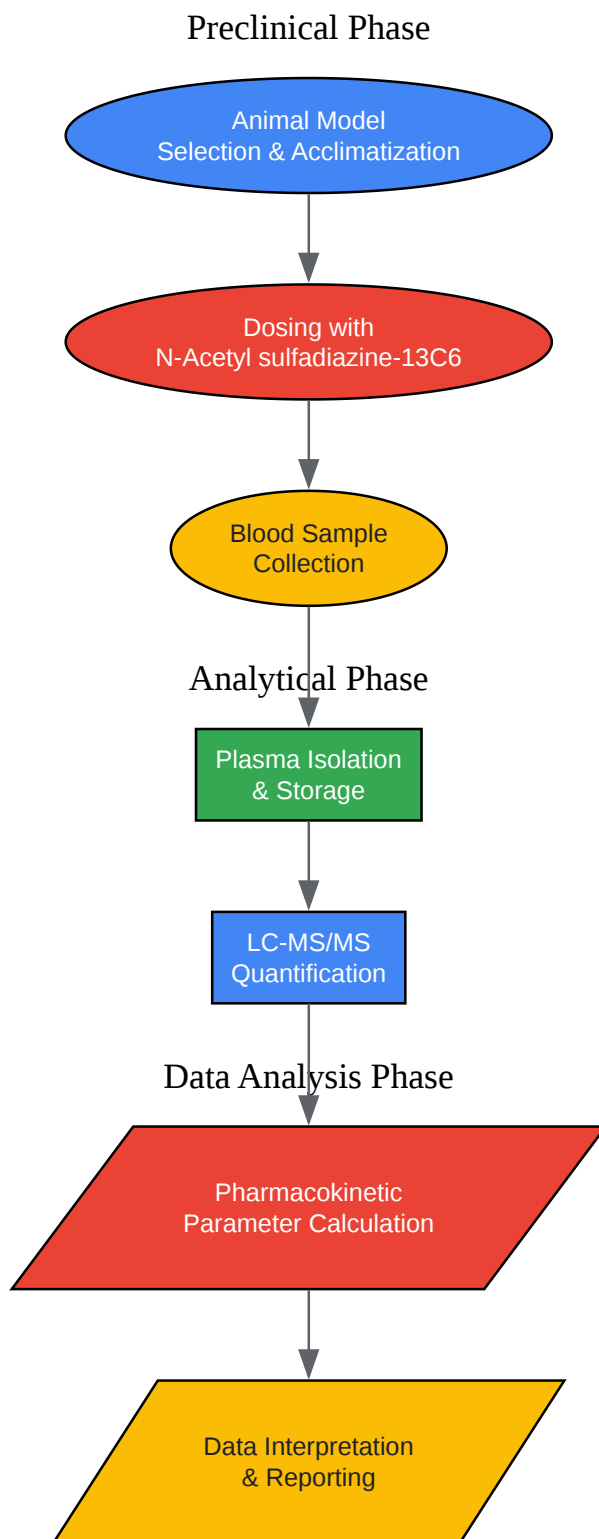 Preclinical Phase
Animal Model
Selection & Acclimatization
Dosing with
N-Acetyl sulfadiazine-13C6
Blood Sample
Collection
Analytical Phase
Plasma Isolation
& Storage
LC-MS/MS
Quantification
Data Analysis Phase
Pharmacokinetic
Parameter Calculation
Data Interpretation
& Reporting